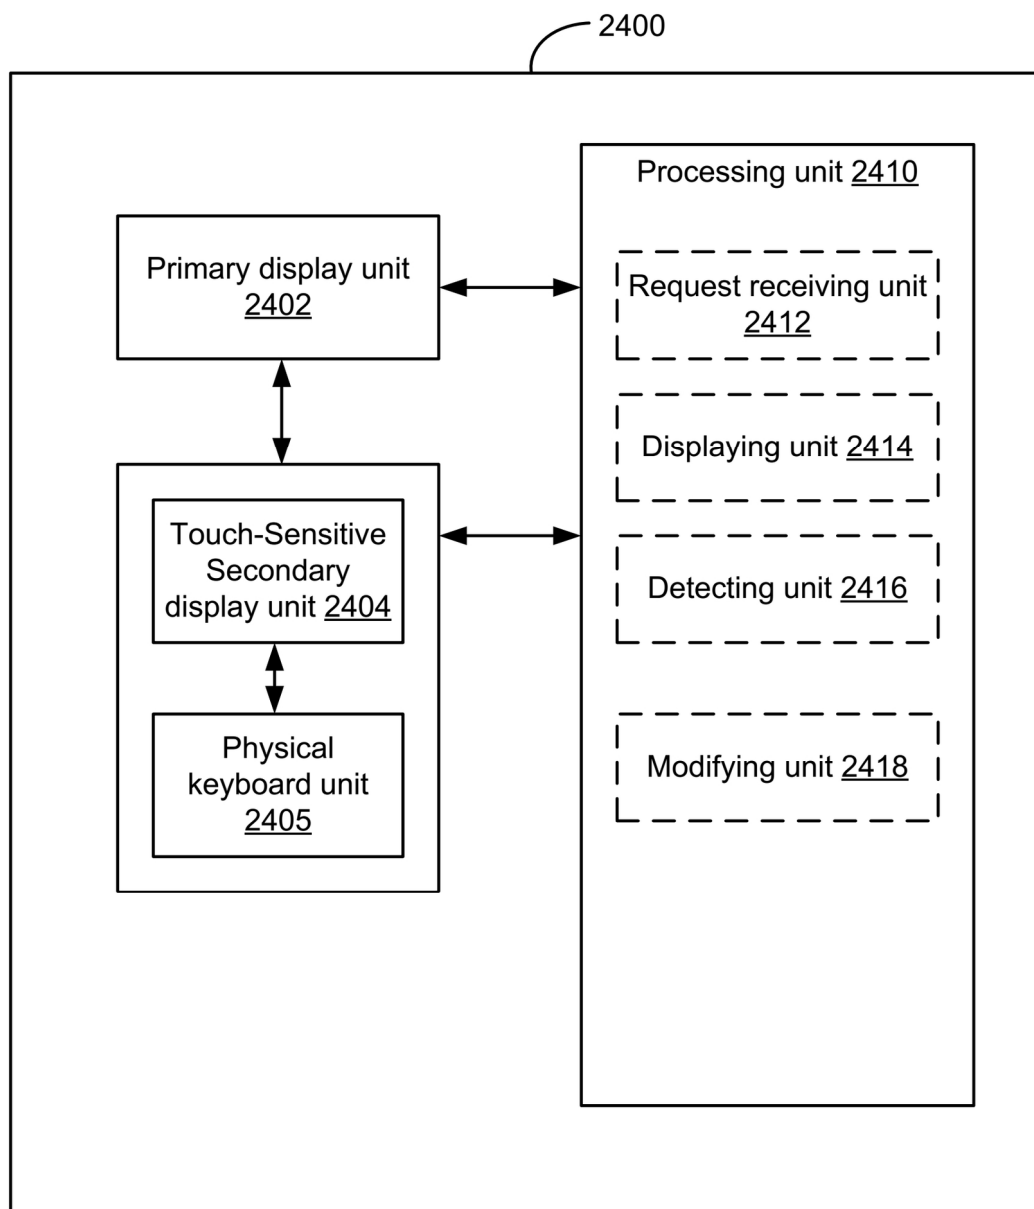 2400
Processing unit 2410
Primary display unit
2402
Request receiving unit
2412
Displaying unit 2414
Touch-Sensitive
Secondary
display unit 2404
Detecting unit 2416
Physical
keyboard unit
2405
Modifying unit 2418